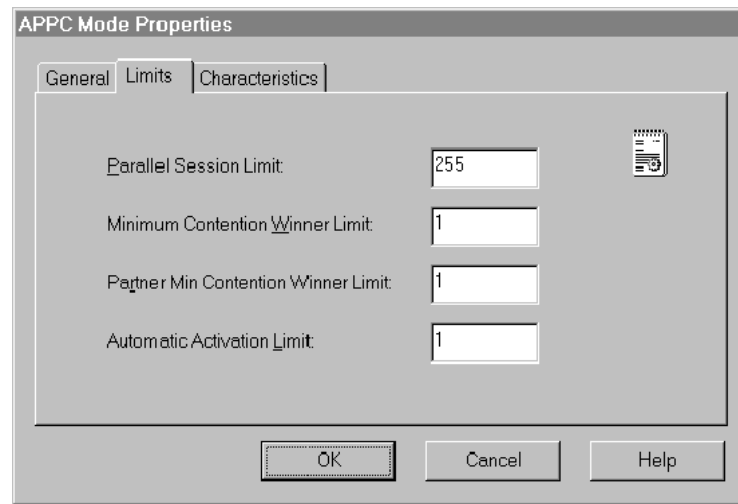 APPC Mode Properties
General Limits Characteristics
Parallel Session Limit: 255
Minimum Contention Winner Limit: 1
Partner Min Contention Winner Limit: 1
Automatic Activation Limit: 1
OK Cancel Help